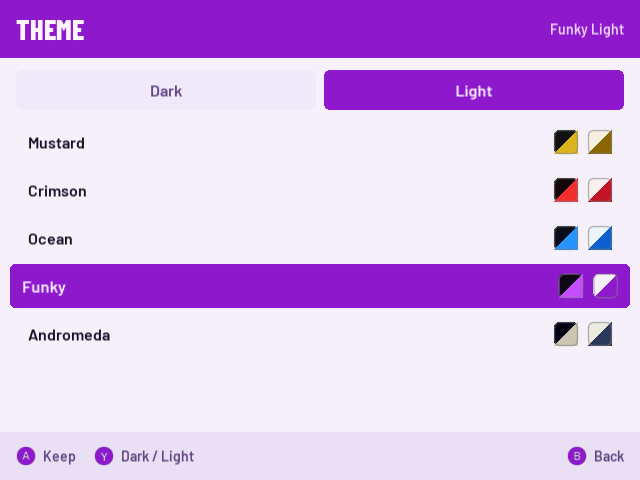 THEME
Funky Light
Dark
Light
Mustard
Crimson
Ocean
Funky
Andromeda
A Keep Y Dark / Light B Back